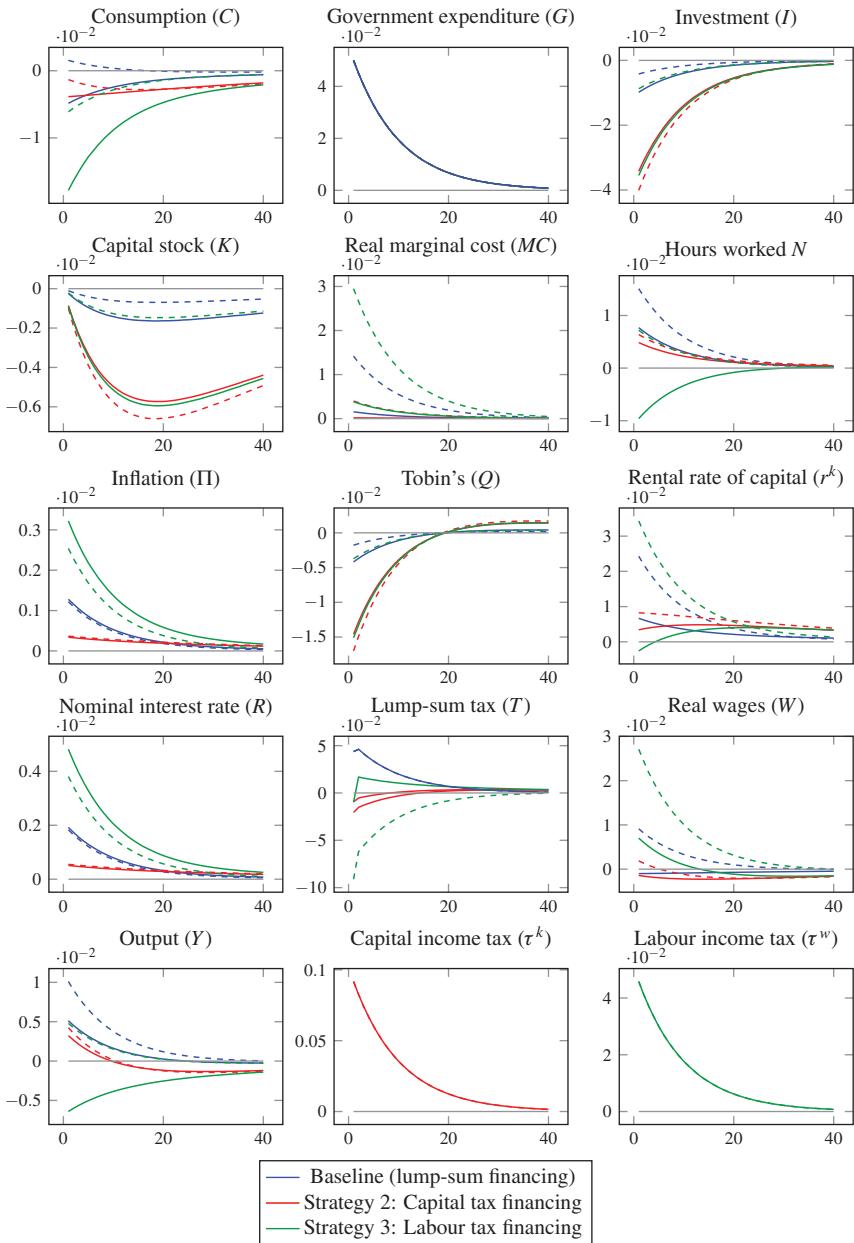 Consumption (C)
Government expenditure (G)
Investment (I)
·10⁻²
·10⁻²
·10⁻²
0
−1
0 20 40
4
2
0
0 20 40
0
−2
−4
0 20 40
Capital stock (K)
Real marginal cost (MC)
Hours worked N
·10⁻²
·10⁻²
·10⁻²
0
−0.2
−0.4
−0.6
0 20 40
3
2
1
0
0 20 40
1
0
−1
0 20 40
Inflation (Π)
Tobin's (Q)
Rental rate of capital (rᵏ)
·10⁻²
·10⁻²
·10⁻²
0.3
0.2
0.1
0
0 20 40
0
−0.5
−1
−1.5
0 20 40
3
2
1
0
0 20 40
Nominal interest rate (R)
Lump-sum tax (T)
Real wages (W)
·10⁻²
·10⁻²
·10⁻²
0.4
0.2
0
0 20 40
5
0
−5
−10
0 20 40
3
2
1
0
−1
0 20 40
Output (Y)
Capital income tax (τᵏ)
Labour income tax (τʷ)
·10⁻²
·10⁻²
1
0.5
0
−0.5
0 20 40
0.1
0.05
0
0 20 40
4
2
0
0 20 40
Baseline (lump-sum financing)
Strategy 2: Capital tax financing
Strategy 3: Labour tax financing